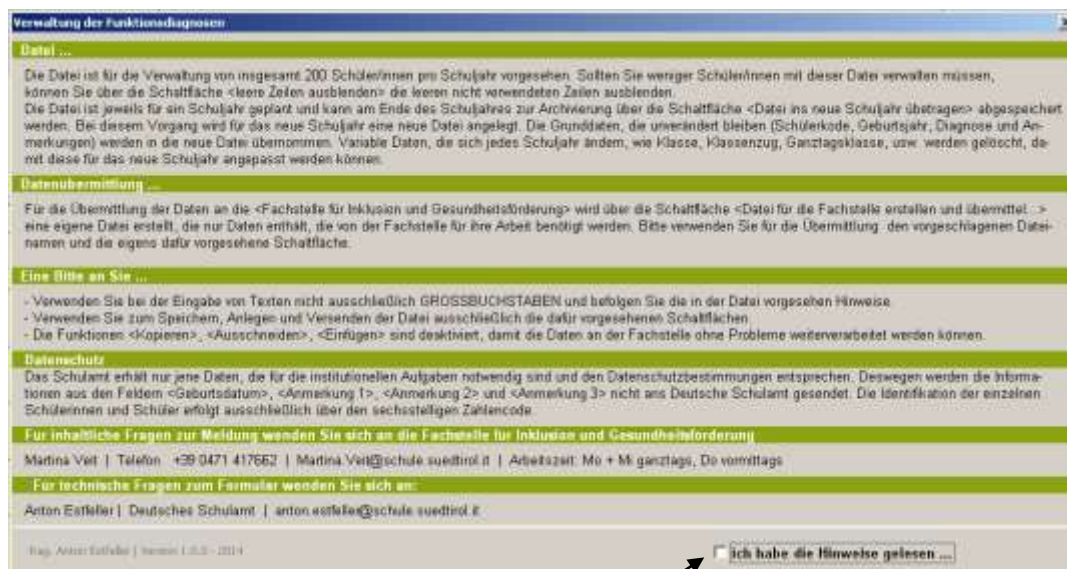 Verwaltung der Funktionsdiagnosen
Datei ...
Die Datei ist für die Verwaltung von insgesamt 200 Schüler/innen pro Schuljahr vorgesehen. Sollten Sie weniger Schüler/innen mit dieser Datei verwalten müssen,
können Sie über die Schaltfläche <leere Zeilen ausblenden> die leeren nicht verwendeten Zeilen ausblenden.
Die Datei ist jeweils für ein Schuljahr geplant und kann am Ende des Schuljahres zur Archivierung über die Schaltfläche <Datei ins neue Schuljahr übetragen> abgespeichert
werden. Bei diesem Vorgang wird für das neue Schuljahr eine neue Datei angelegt. Die Grunddaten, die unverändert bleiben (Schülerkode, Geburtsjahr, Diagnose und An-
merkungen) werden in die neue Datei übernommen. Variable Daten, die sich jedes Schuljahr ändern, wie Klasse, Klassenzug, Ganztagsklasse, usw. werden gelöscht, da-
mit diese für das neue Schuljahr angepasst werden können.
Datenübermittlung ...
Für die Übermittlung der Daten an die <Fachstelle für Inklusion und Gesundheitsförderung> wird über die Schaltfläche <Datei für die Fachstelle erstellen und übermittel...>
eine eigene Datei erstellt, die nur Daten enthält, die von der Fachstelle für ihre Arbeit benötigt werden. Bitte verwenden Sie für die Übermittlung den vorgeschlagenen Datei-
namen und die eigens dafür vorgesehene Schaltfläche.
Eine Bitte an Sie ...
- Verwenden Sie bei der Eingabe von Texten nicht ausschließlich GROSSBUCHSTABEN und befolgen Sie die in der Datei vorgesehen Hinweise
- Verwenden Sie zum Speichern, Anlegen und Versenden der Datei ausschließlich die dafür vorgesehenen Schaltflächen
- Die Funktionen <Kopieren>, <Ausschneiden>, <Einfügen> sind deaktiviert, damit die Daten an der Fachstelle ohne Probleme weiterverarbeitet werden können.
Datenschutz
Das Schulamt erhält nur jene Daten, die für die institutionellen Aufgaben notwendig sind und den Datenschutzbestimmungen entsprechen. Deswegen werden die Informa-
tionen aus den Feldern <Geburtsdatum>, <Anmerkung 1>, <Anmerkung 2> und <Anmerkung 3> nicht ans Deutsche Schulamt gesendet. Die Identifikation der einzelnen
Schülerinnen und Schüler erfolgt ausschließlich über den sechsstelligen Zahlencode.
Für inhaltliche Fragen zur Meldung wenden Sie sich an die Fachstelle für Inklusion und Gesundheitsförderung
Martina Veit | Telefon +39 0471 417662 | Martina.Veit@schule.suedtirol.it | Arbeitszeit: Mo + Mi ganztags, Do vormittags
Für technische Fragen zum Formular wenden Sie sich an:
Anton Estfeller | Deutsches Schulamt | anton.estfeller@schule.suedtirol.it
Anton Estfeller | Version 1.0.0 - 2014
ich habe die Hinweise gelesen ...